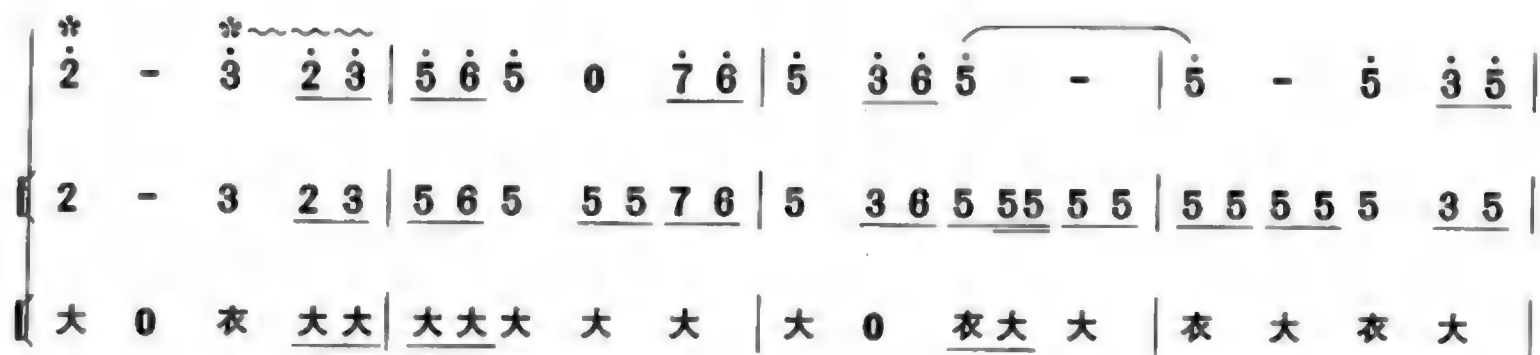 2̇ - 3̇ 2̇ 3̇ | 5̇ 6̇ 5̇ 0 7̇ 6̇ | 5̇ 3̇ 6̇ 5̇ - | 5̇ - 5̇ 3̇ 5̇ |
2 - 3 2 3 | 5 6 5 5 5 7 6 | 5 3 6 5 55 5 5 | 5 5 5 5 5 3 5 |
大 0 衣 大大 | 大大大 大 大 | 大 0 衣大 大 | 衣 大 衣 大 |